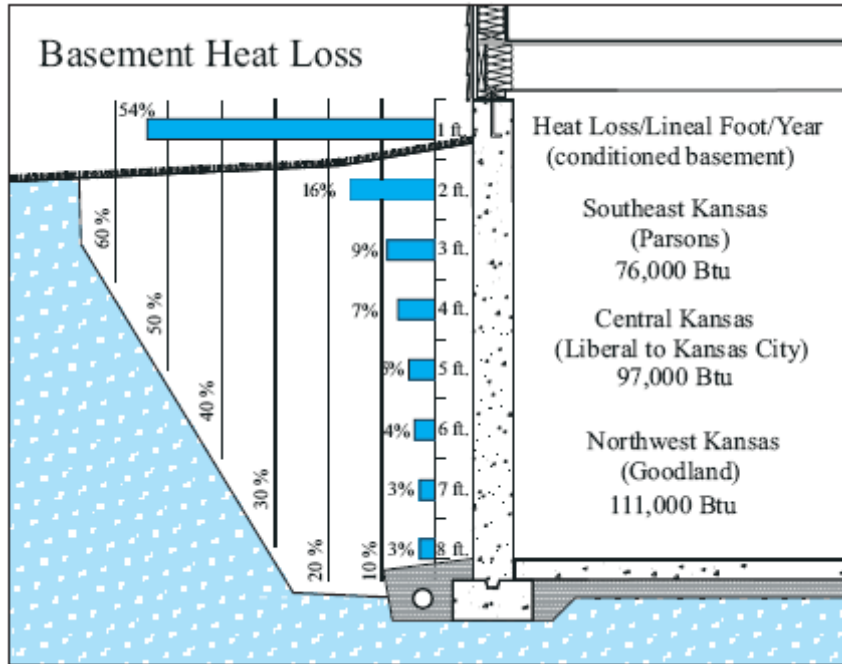 Basement Heat Loss
54%
1 ft.
16%
2 ft.
9%
3 ft.
7%
4 ft.
5 ft.
4%
6 ft.
3%
7 ft.
3%
8 ft.
60 %
50 %
40 %
30 %
20 %
10 %
Heat Loss/Lineal Foot/Year
(conditioned basement)
Southeast Kansas
(Parsons)
76,000 Btu
Central Kansas
(Liberal to Kansas City)
97,000 Btu
Northwest Kansas
(Goodland)
111,000 Btu